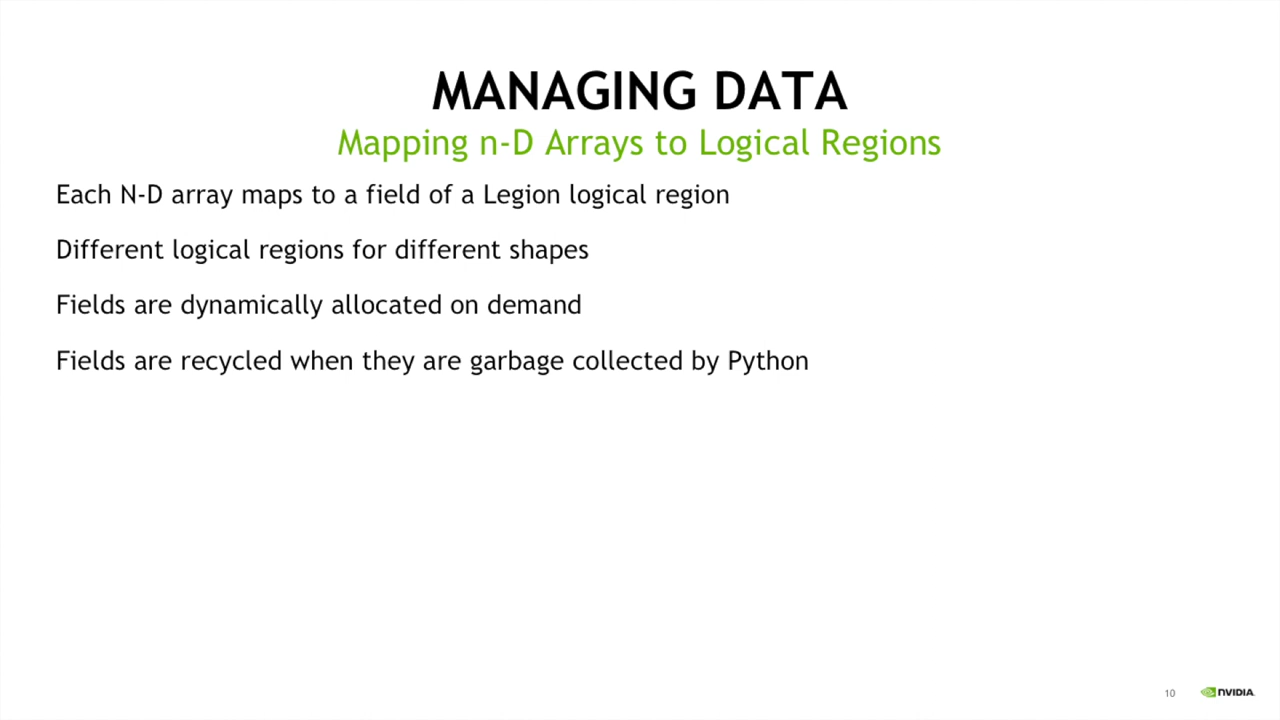 MANAGING DATA
Mapping n-D Arrays to Logical Regions
Each N-D array maps to a field of a Legion logical region
Different logical regions for different shapes
Fields are dynamically allocated on demand
Fields are recycled when they are garbage collected by Python
10
NVIDIA.